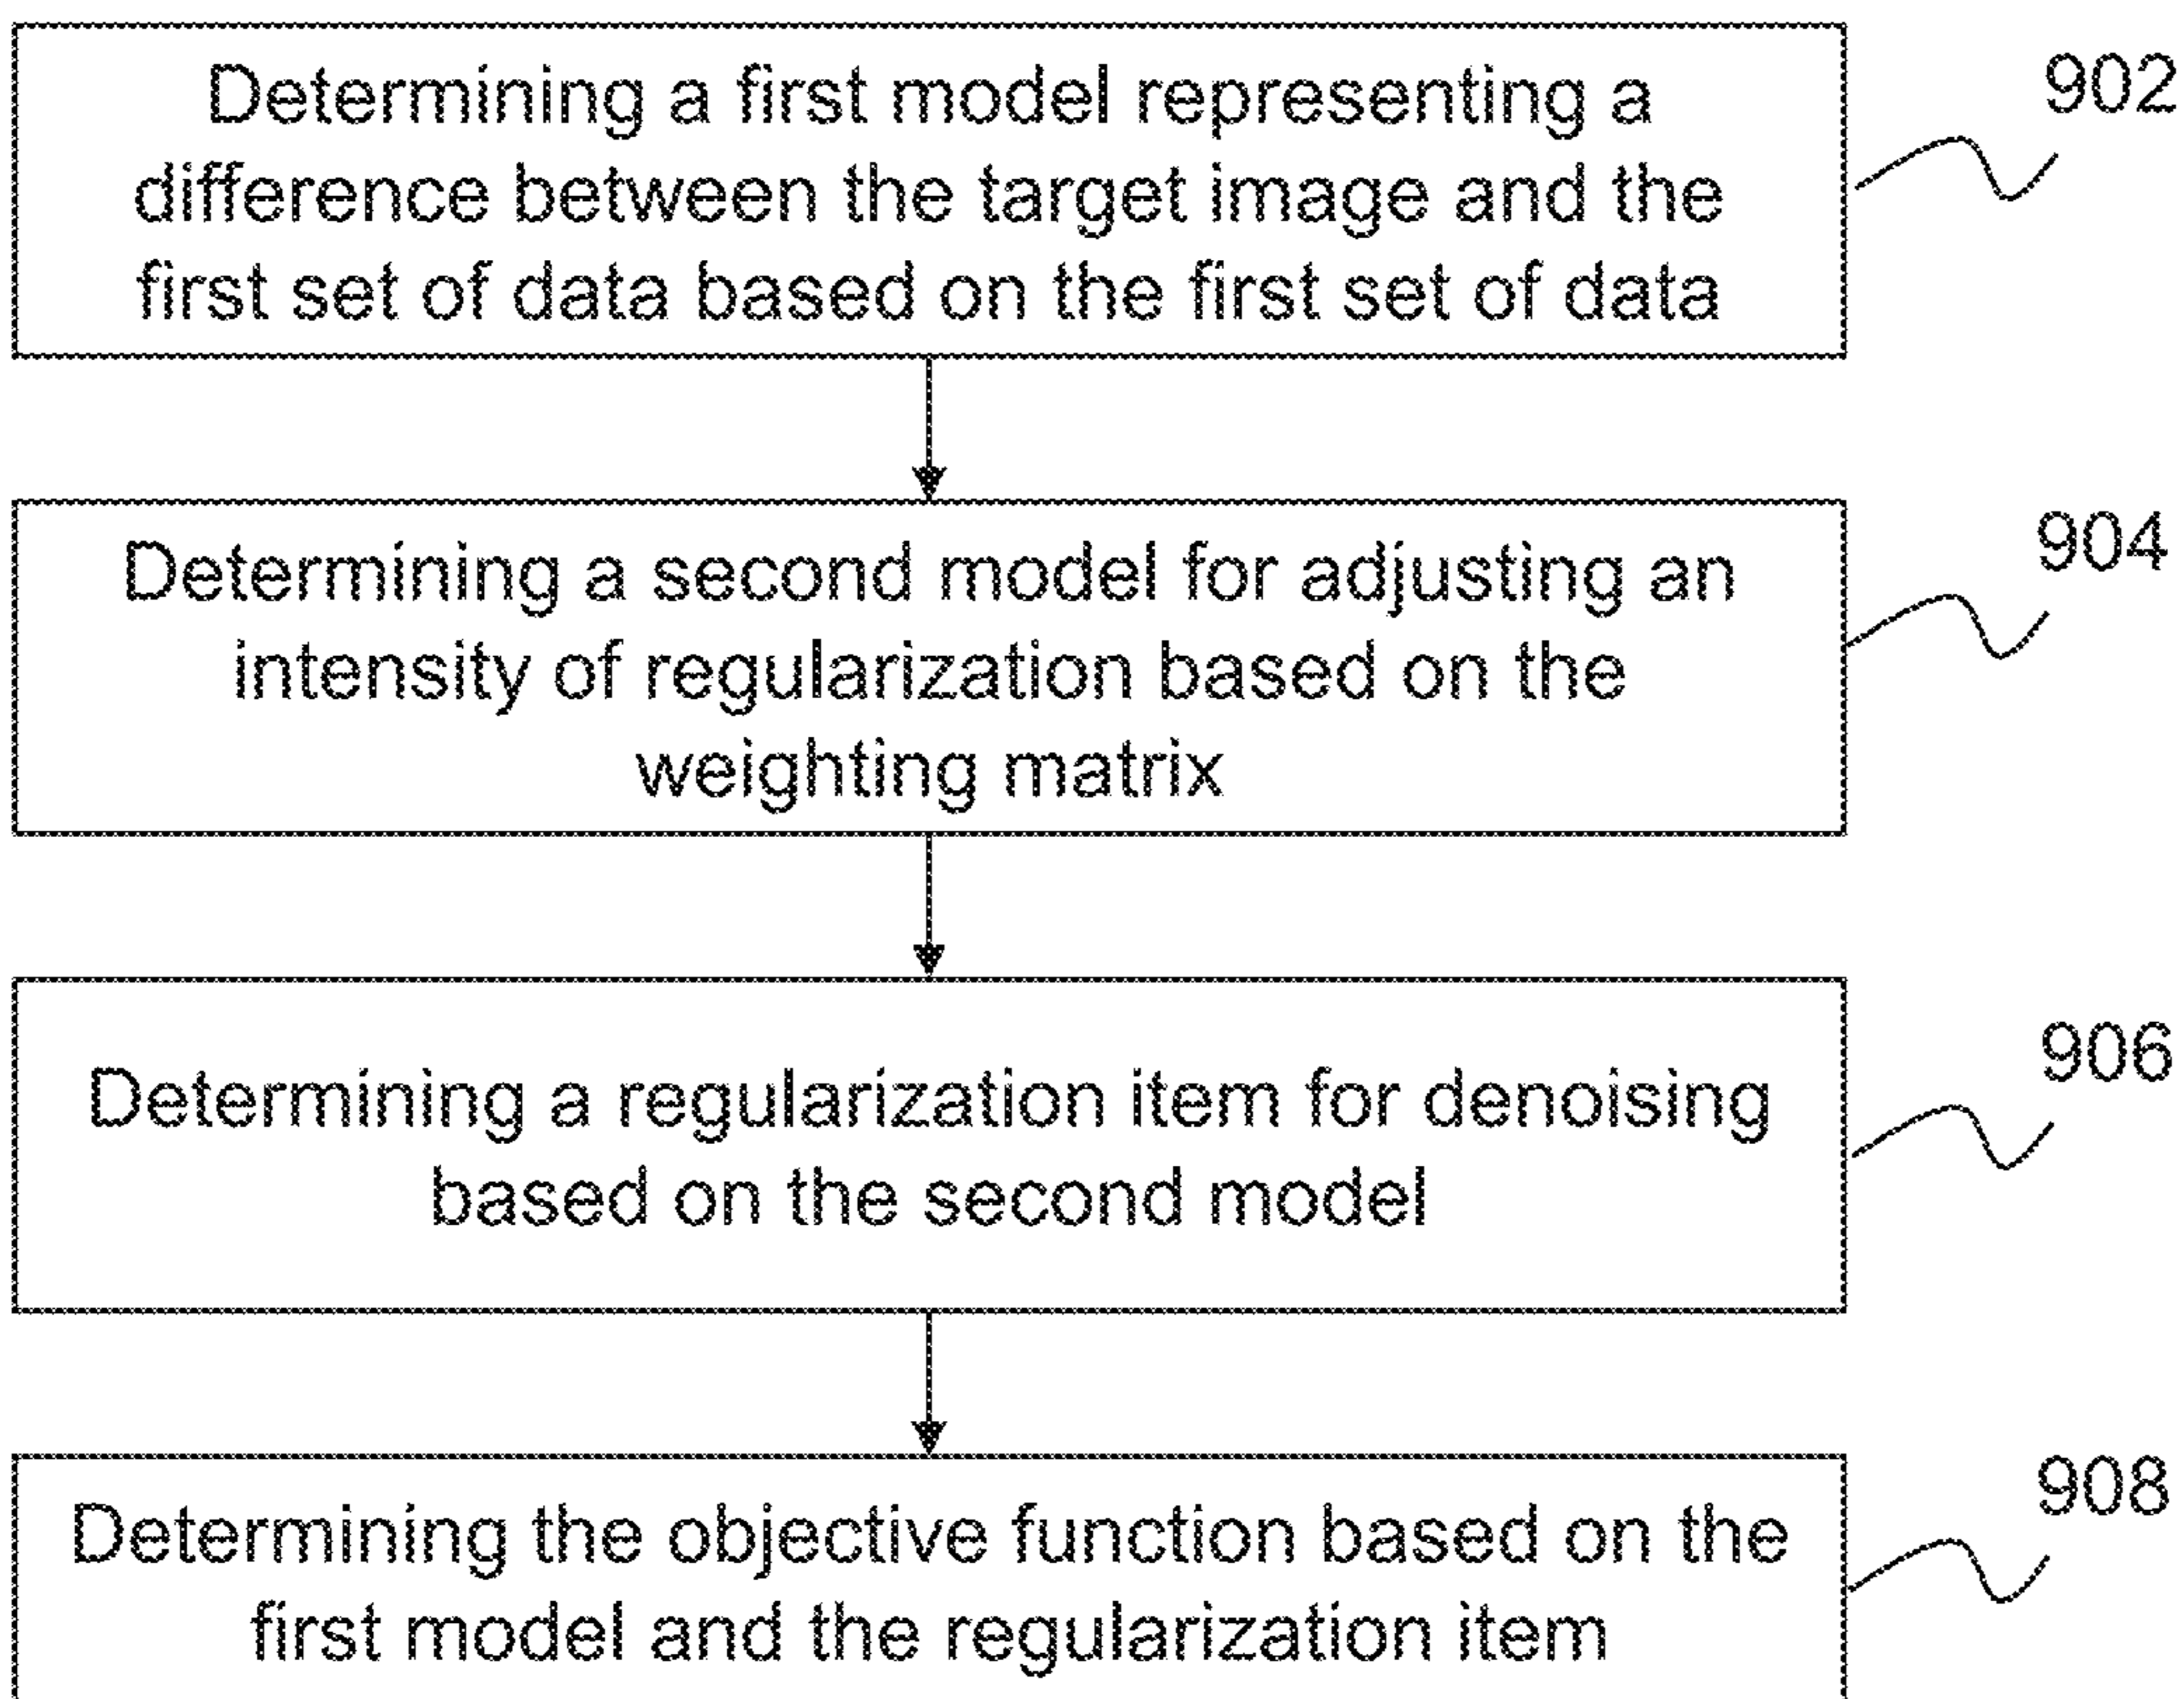 Determining a first model representing a
difference between the target image and the
first set of data based on the first set of data
902
Determining a second model for adjusting an
intensity of regularization based on the
weighting matrix
904
Determining a regularization item for denoising
based on the second model
906
Determining the objective function based on the
first model and the regularization item
908